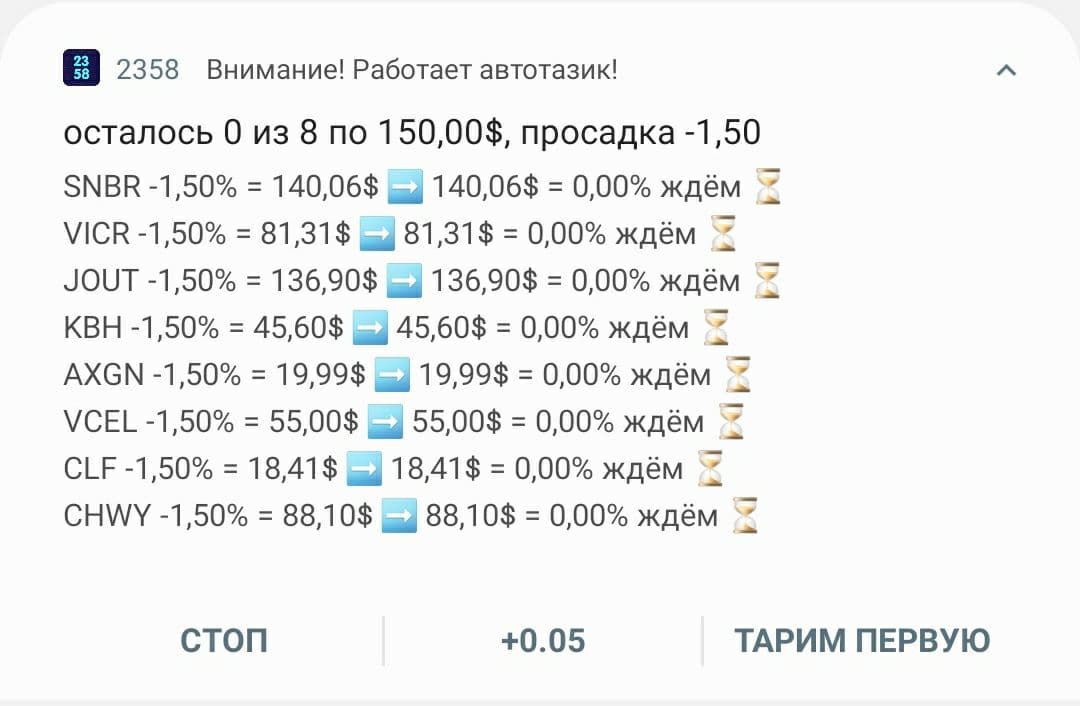 23
58
2358 Внимание! Работает автотазик!
осталось 0 из 8 по 150,00$, просадка -1,50
SNBR -1,50% = 140,06$ ➡️ 140,06$ = 0,00% ждём ⏳
VICR -1,50% = 81,31$ ➡️ 81,31$ = 0,00% ждём ⏳
JOUT -1,50% = 136,90$ ➡️ 136,90$ = 0,00% ждём ⏳
KBH -1,50% = 45,60$ ➡️ 45,60$ = 0,00% ждём ⏳
AXGN -1,50% = 19,99$ ➡️ 19,99$ = 0,00% ждём ⏳
VCEL -1,50% = 55,00$ ➡️ 55,00$ = 0,00% ждём ⏳
CLF -1,50% = 18,41$ ➡️ 18,41$ = 0,00% ждём ⏳
CHWY -1,50% = 88,10$ ➡️ 88,10$ = 0,00% ждём ⏳
СТОП +0.05 ТАРИМ ПЕРВУЮ